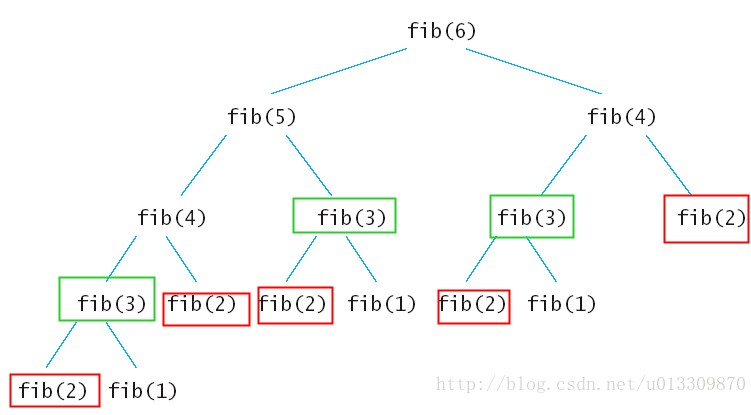 fib(6)
fib(5) fib(4)
fib(4) fib(3) fib(3) fib(2)
fib(3) fib(2) fib(2) fib(1) fib(2) fib(1)
fib(2) fib(1)
http://blog.csdn.net/u013309870